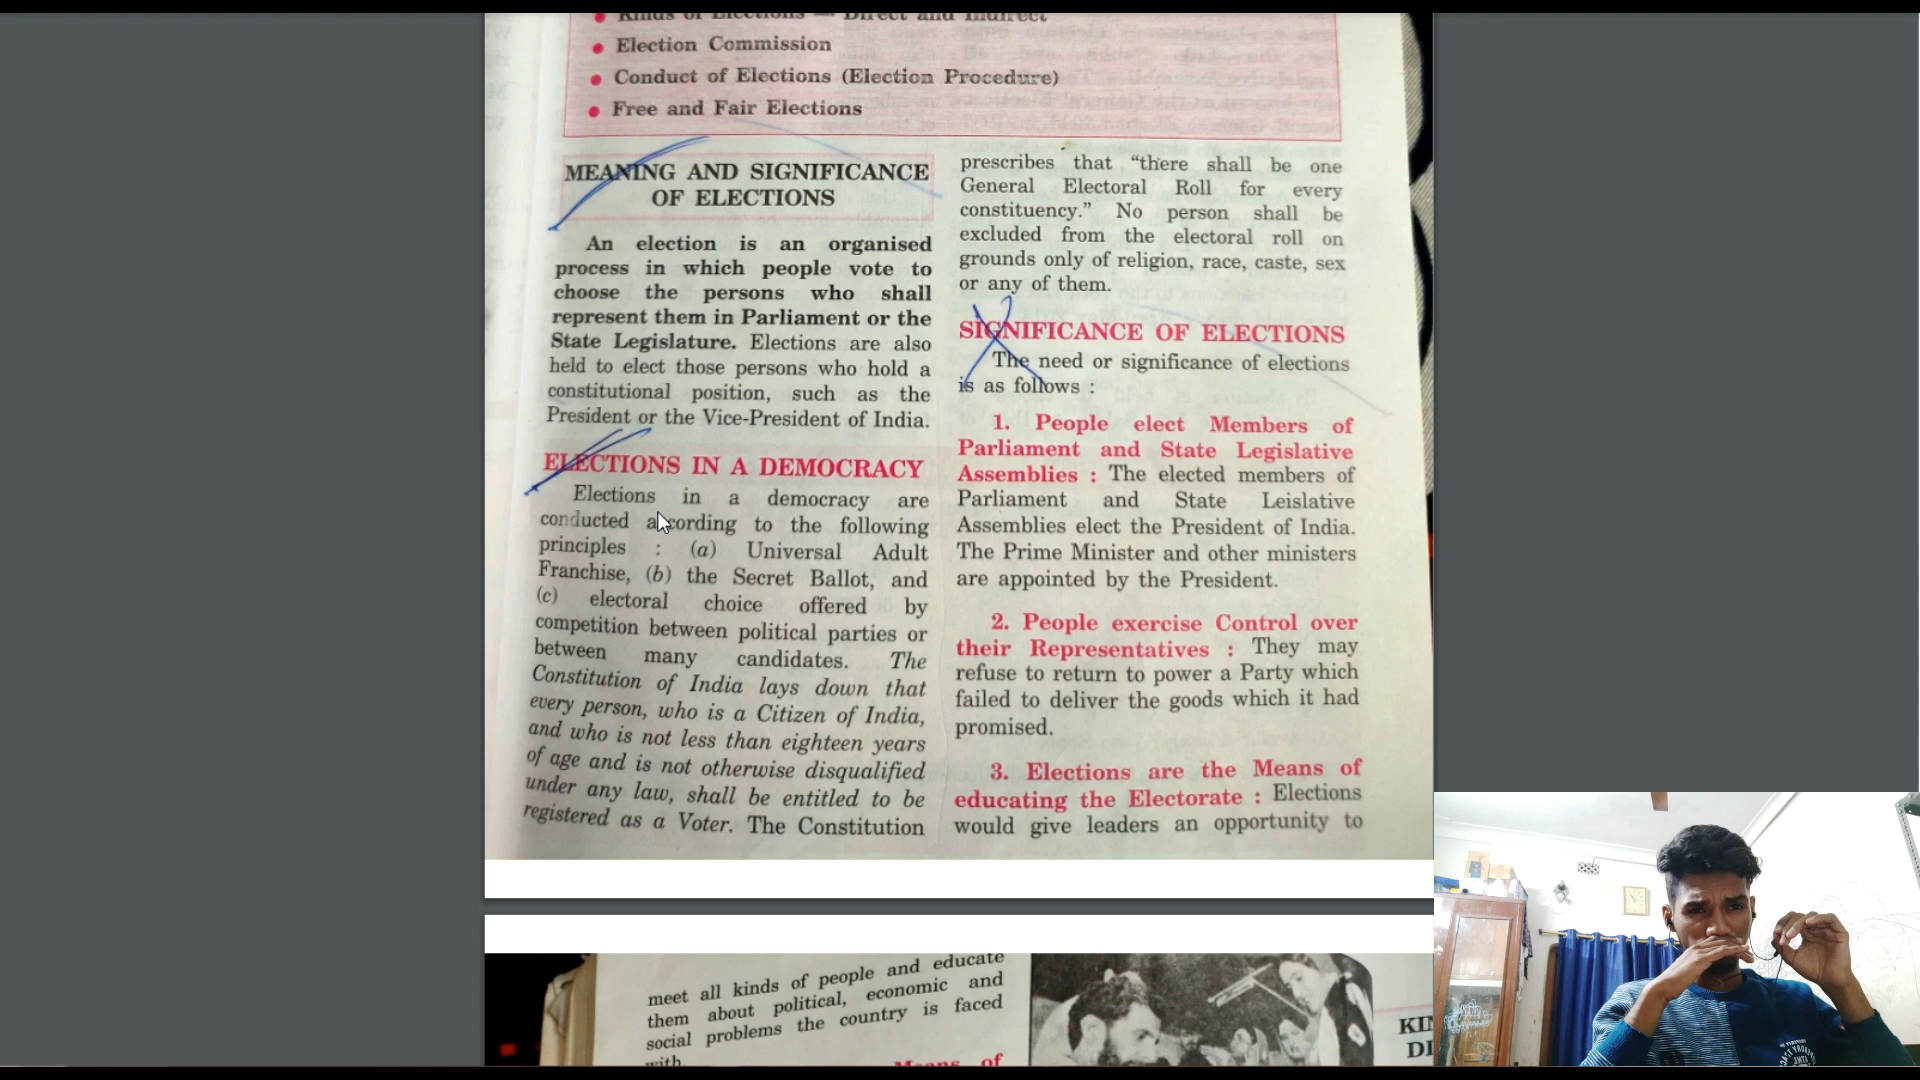 Kinds of Elections — Direct and Indirect
Election Commission
Conduct of Elections (Election Procedure)
Free and Fair Elections
MEANING AND SIGNIFICANCE
OF ELECTIONS
An election is an organised
process in which people vote to
choose the persons who shall
represent them in Parliament or the
State Legislature. Elections are also
held to elect those persons who hold a
constitutional position, such as the
President or the Vice-President of India.
ELECTIONS IN A DEMOCRACY
Elections in a democracy are
conducted according to the following
principles : (a) Universal Adult
Franchise, (b) the Secret Ballot, and
(c) electoral choice offered by
competition between political parties or
between many candidates. The
Constitution of India lays down that
every person, who is a Citizen of India,
and who is not less than eighteen years
of age and is not otherwise disqualified
under any law, shall be entitled to be
registered as a Voter. The Constitution
prescribes that “there shall be one
General Electoral Roll for every
constituency.” No person shall be
excluded from the electoral roll on
grounds only of religion, race, caste, sex
or any of them.
SIGNIFICANCE OF ELECTIONS
The need or significance of elections
is as follows :
1. People elect Members of
Parliament and State Legislative
Assemblies : The elected members of
Parliament and State Leislative
Assemblies elect the President of India.
The Prime Minister and other ministers
are appointed by the President.
2. People exercise Control over
their Representatives : They may
refuse to return to power a Party which
failed to deliver the goods which it had
promised.
3. Elections are the Means of
educating the Electorate : Elections
would give leaders an opportunity to
meet all kinds of people and educate
them about political, economic and
social problems the country is faced
with.
Means of